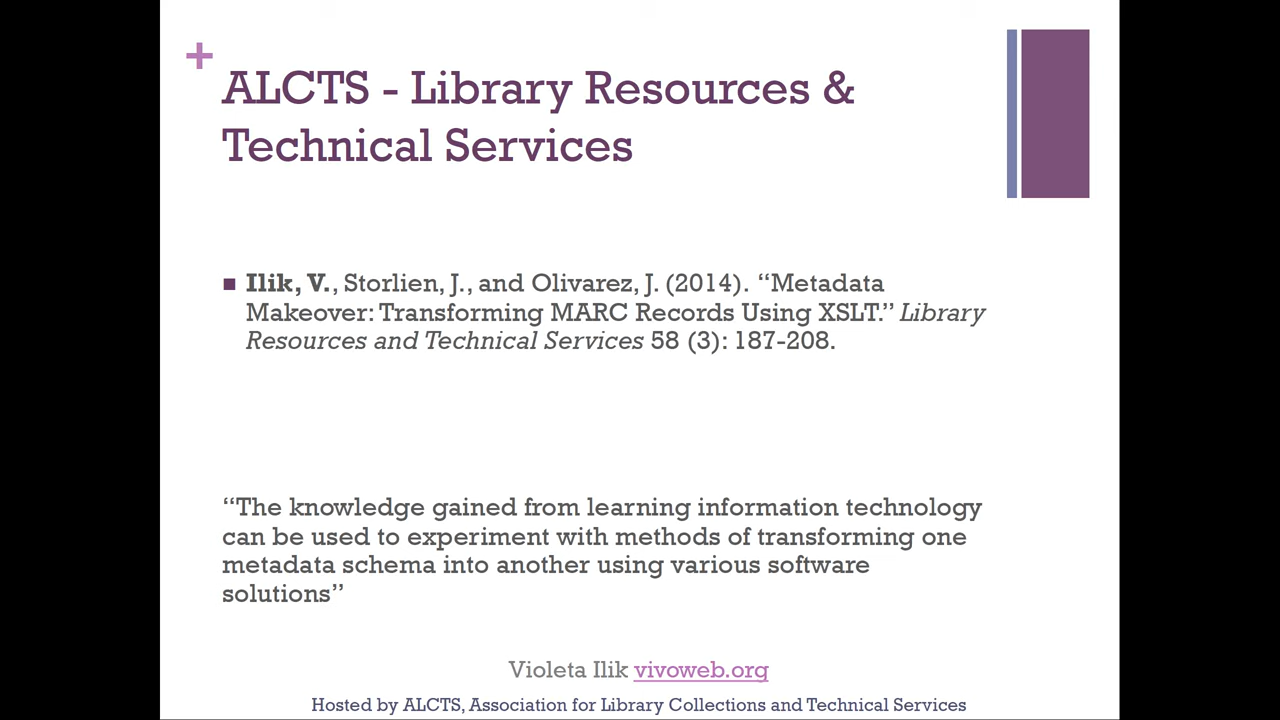 ALCTS - Library Resources &
Technical Services
Ilik, V., Storlien, J., and Olivarez, J. (2014). “Metadata
Makeover: Transforming MARC Records Using XSLT.” Library
Resources and Technical Services 58 (3): 187-208.
“The knowledge gained from learning information technology
can be used to experiment with methods of transforming one
metadata schema into another using various software
solutions”
Violeta Ilik vivoweb.org
Hosted by ALCTS, Association for Library Collections and Technical Services